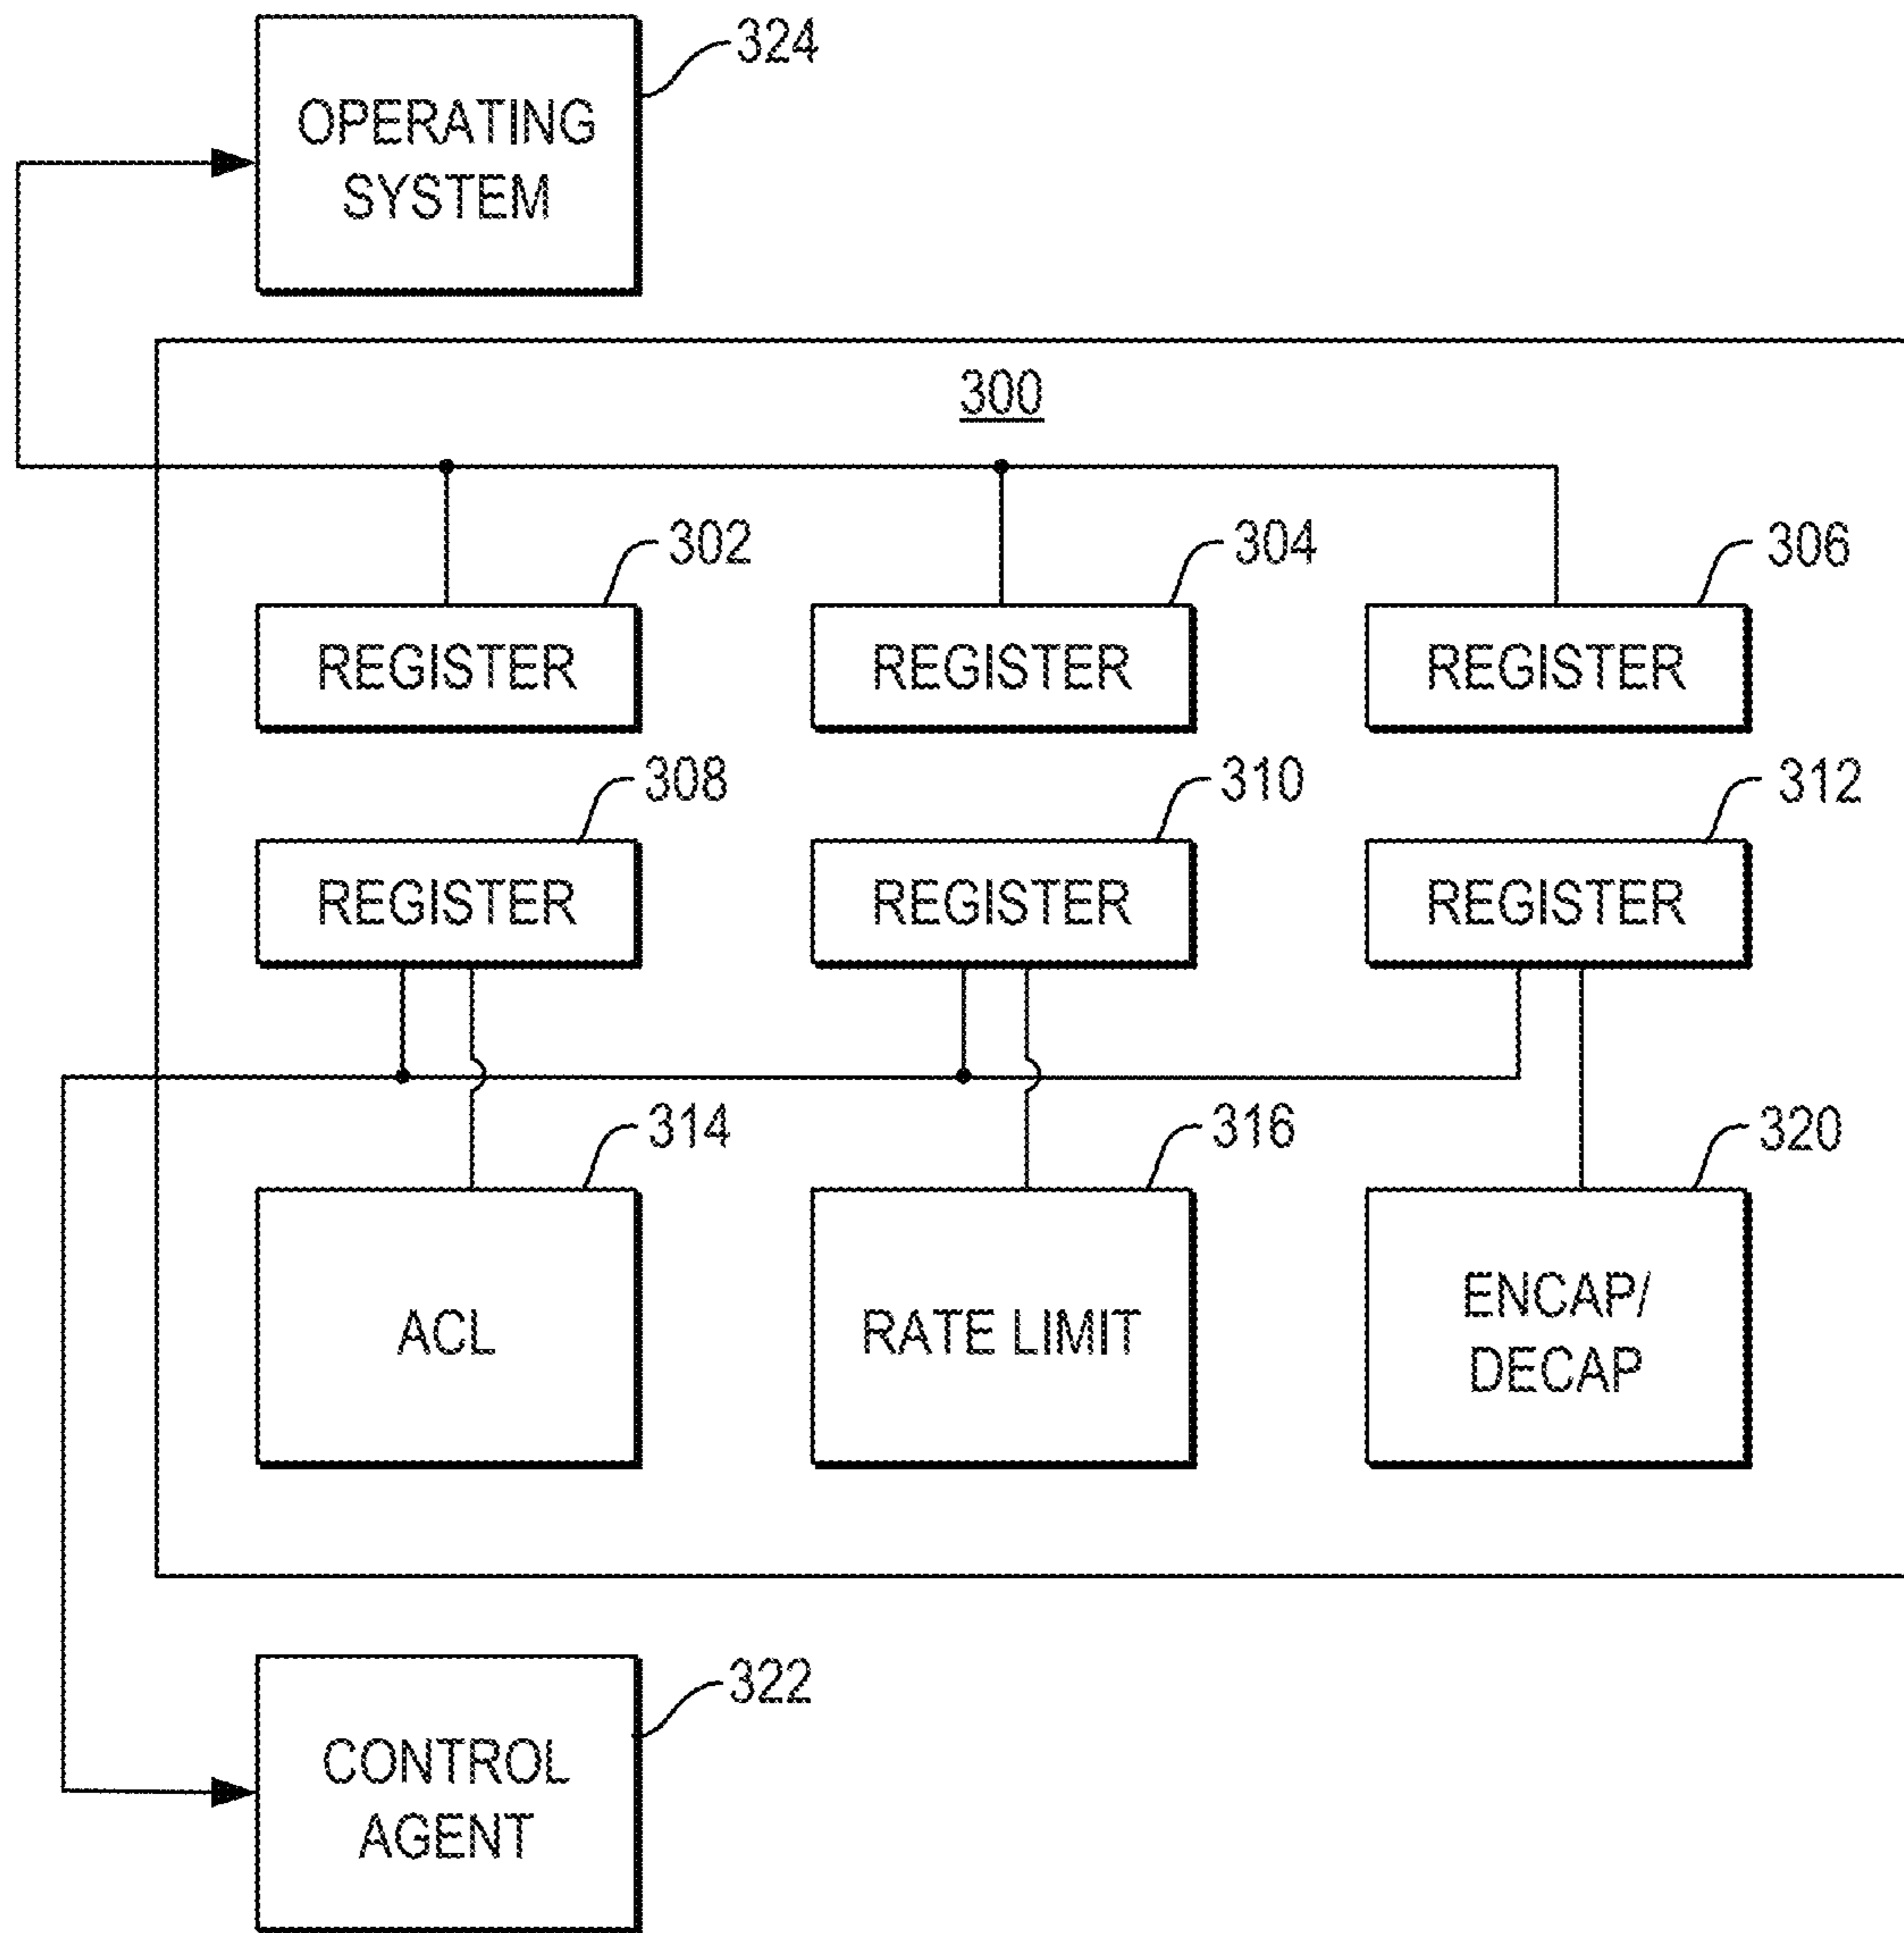 324
OPERATING
SYSTEM
300
302
304
306
REGISTER
REGISTER
REGISTER
308
310
312
REGISTER
REGISTER
REGISTER
314
316
320
ACL
RATE LIMIT
ENCAP/
DECAP
322
CONTROL
AGENT